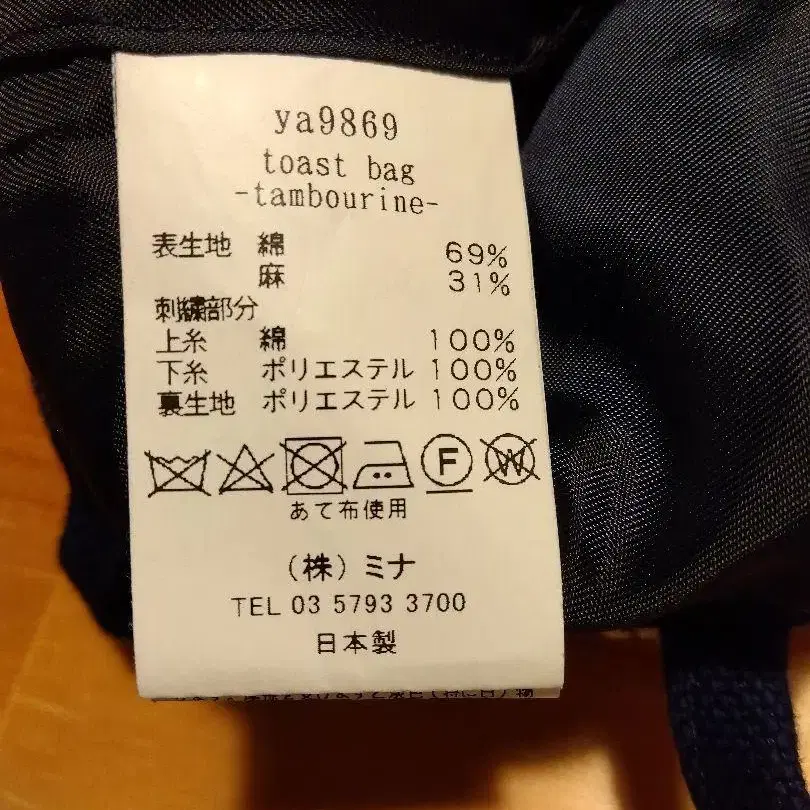 ya9869
toast bag
-tambourine-
表生地 綿 69%
麻 31%
刺繍部分
上糸 綿 100%
下糸 ポリエステル 100%
裏生地 ポリエステル 100%
F W
あて布使用
（株）ミナ
TEL 03 5793 3700
日本製